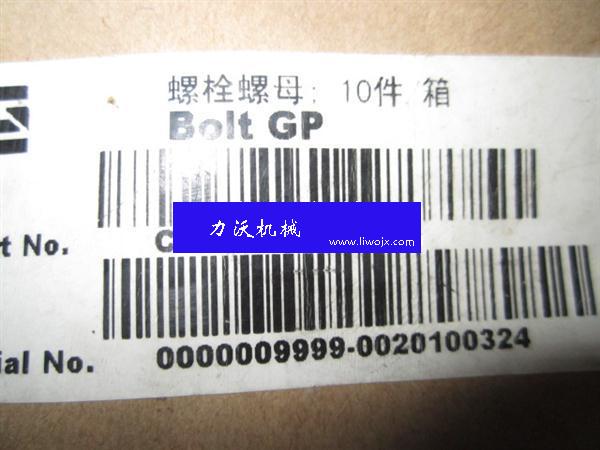 螺栓螺母: 10件/箱
Bolt GP
t No. C
力沃机械
www.liwojx.com
ial No. 0000009999-0020100324